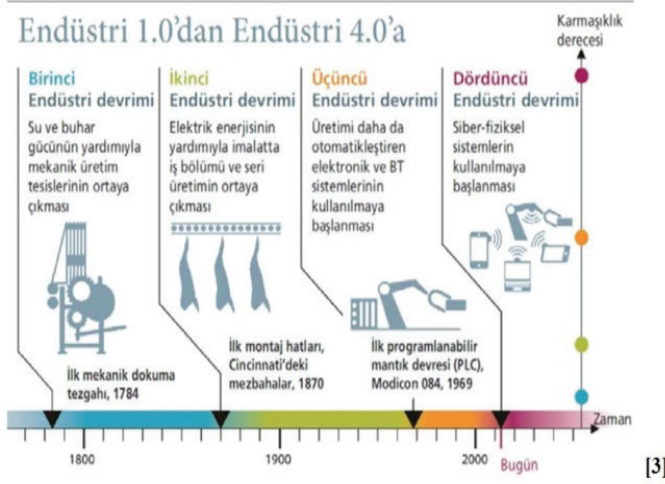 Endüstri 1.0’dan Endüstri 4.0’a
Karmaşıklık
derecesi
Birinci
Endüstri devrimi
Su ve buhar
gücünün yardımıyla
mekanik üretim
tesislerinin ortaya
çıkması
İkinci
Endüstri devrimi
Elektrik enerjisinin
yardımıyla imalatta
iş bölümü ve seri
üretimin ortaya
çıkması
Üçüncü
Endüstri devrimi
Üretimi daha da
otomatikleştiren
elektronik ve BT
sistemlerinin
kullanılmaya
başlanması
Dördüncü
Endüstri devrimi
Siber-fiziksel
sistemlerin
kullanılmaya
başlanması
İlk mekanik dokuma
tezgahı, 1784
İlk montaj hatları,
Cincinnati’deki
mezbahalar, 1870
İlk programlanabilir
mantık devresi (PLC),
Modicon 084, 1969
Zaman
1800
1900
2000
Bugün
[3]